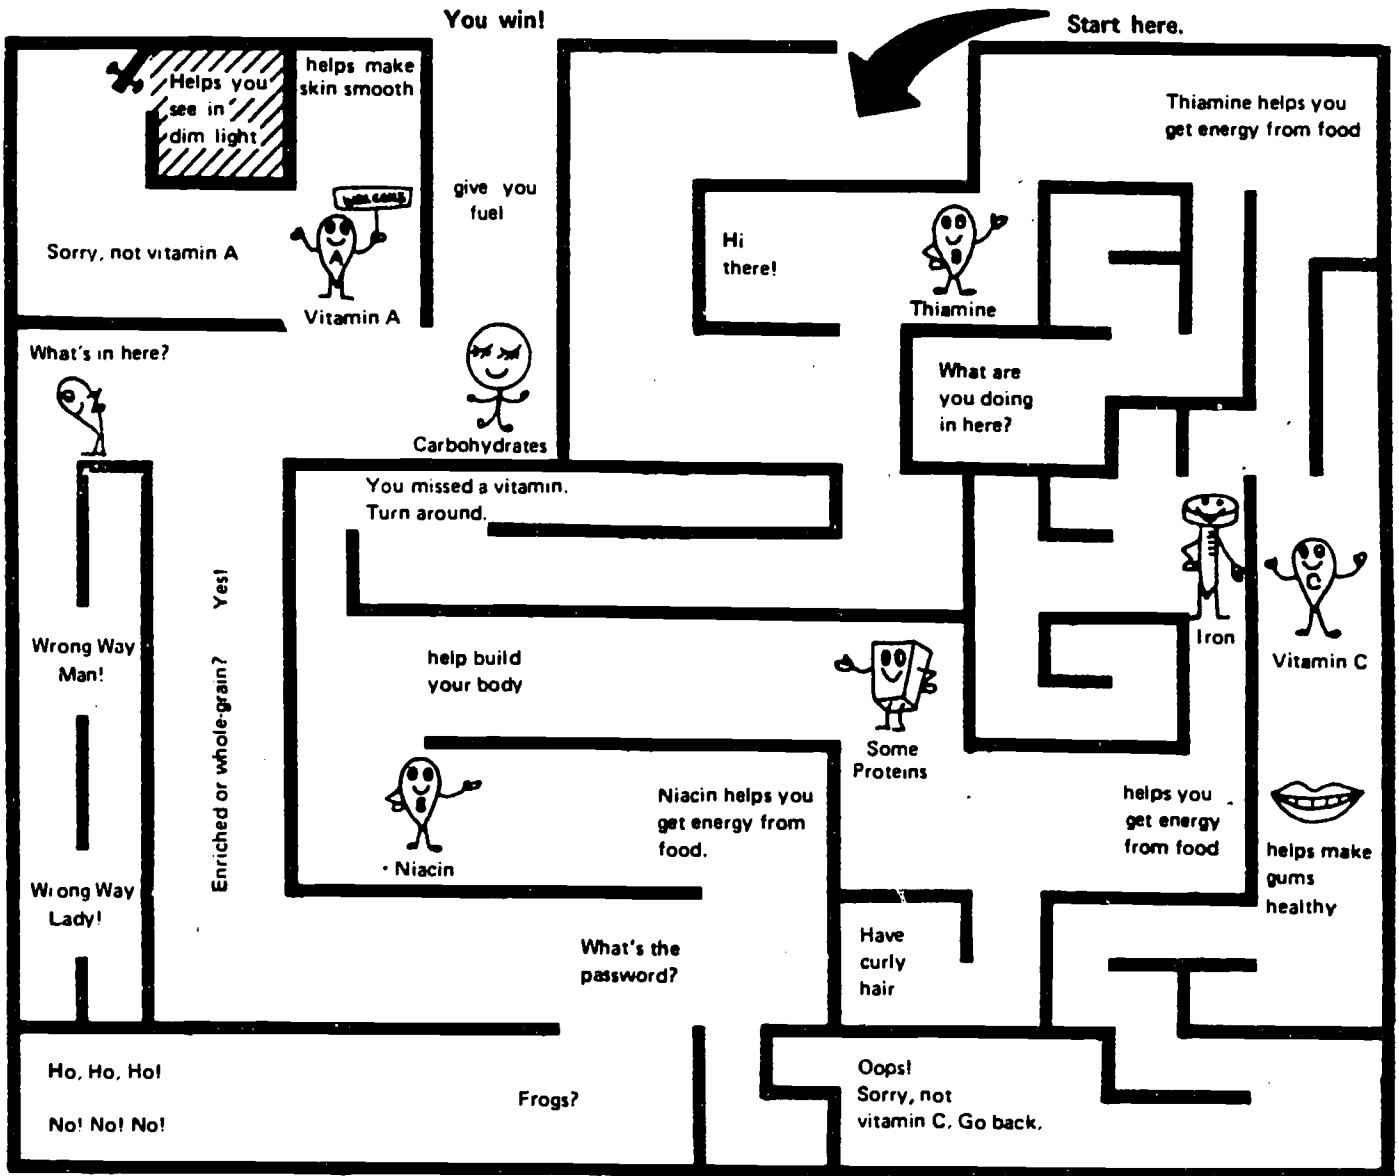 You win!
Start here.
Helps you
see in
dim light
helps make
skin smooth
Thiamine helps you
get energy from food
give you
fuel
WELCOME
Sorry, not vitamin A
A
Vitamin A
Hi
there!
B
Thiamine
What's in here?
Carbohydrates
What are
you doing
in here?
You missed a vitamin.
Turn around.
Enriched or whole-grain? Yes!
Wrong Way
Man!
help build
your body
Some
Proteins
Iron
C
Vitamin C
B
Niacin
Niacin helps you
get energy from
food.
helps you
get energy
from food
helps make
gums
healthy
Wrong Way
Lady!
What's the
password?
Have
curly
hair
Ho, Ho, Ho!
No! No! No!
Frogs?
Oops!
Sorry, not
vitamin C. Go back.